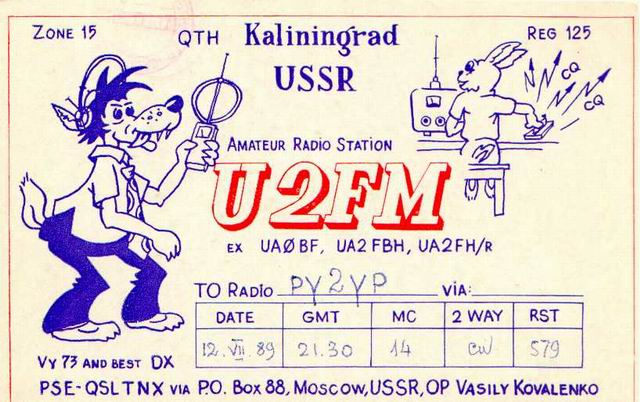 ZONE 15 QTH Kaliningrad REG 125
USSR
CQ
CQ
AMATEUR RADIO STATION
U2FM
EX UAØBF, UA2FBH, UA2FH/R
TO RADIO PY2YP VIA:
DATE GMT MC 2 WAY RST
12. VII. 89 21.30 14 CW 579
VY 73 AND BEST DX
PSE-QSL TNX VIA P.O. BOX 88, MOSCOW, USSR, OP VASILY KOVALENKO